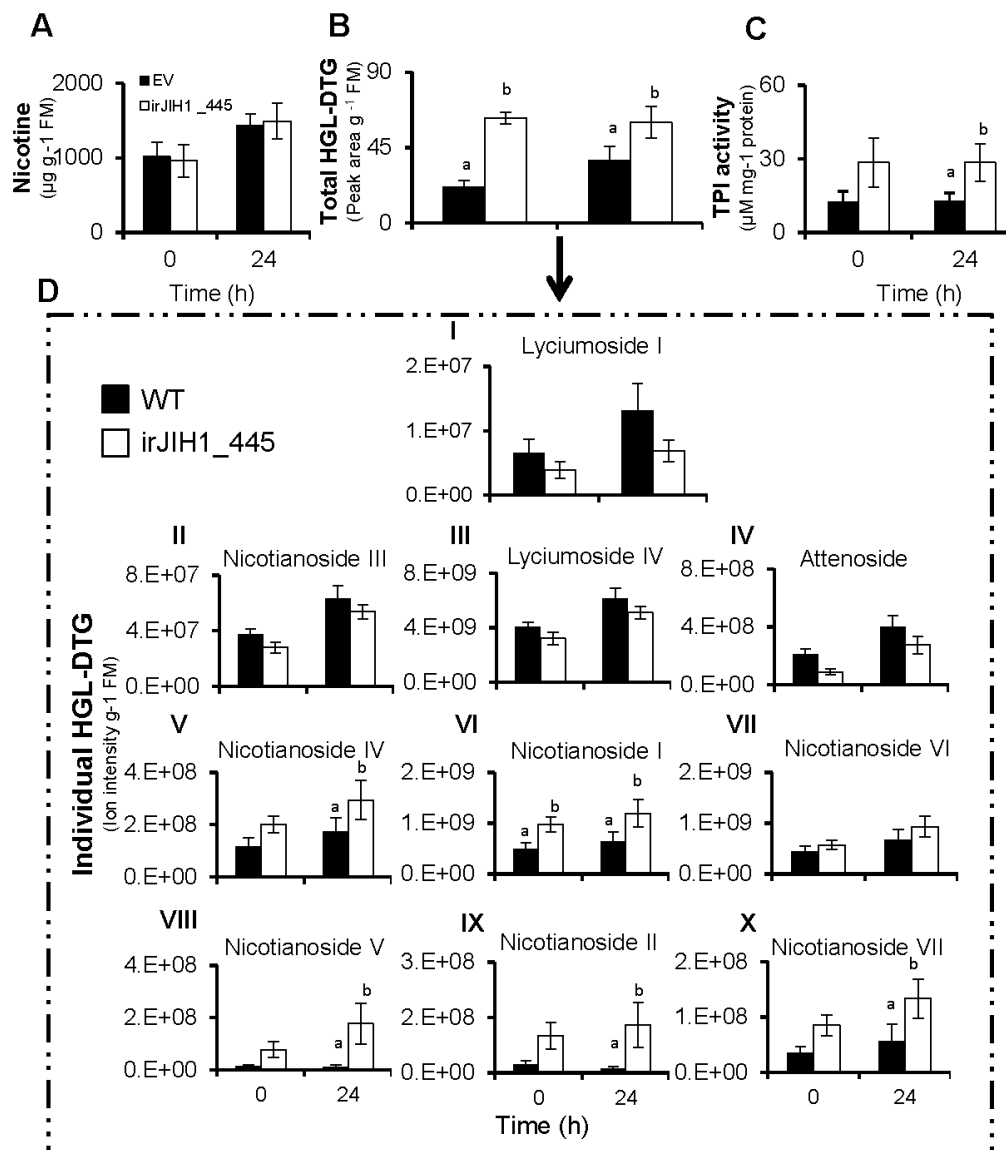 A
B
C
Nicotine
(µg g -1 FM)
2000
1000
0
EV
irJIH1 _445
0 24
Time (h)
Total HGL-DTG
(Peak area g -1 FM)
90
45
0
a b a b
TPI activity
(µM mg-1 protein)
60
30
0
a b
0 24
Time (h)
D
WT
irJIH1_445
Individual HGL-DTG
(Ion intensity g-1 FM)
I
Lyciumoside I
2.E+07
1.E+07
0.E+00
II
Nicotianoside III
8.E+07
4.E+07
0.E+00
III
Lyciumoside IV
8.E+09
4.E+09
0.E+00
IV
Attenoside
8.E+08
4.E+08
0.E+00
V
Nicotianoside IV
4.E+08
2.E+08
0.E+00
a b
VI
Nicotianoside I
2.E+09
1.E+09
0.E+00
a b a b
VII
Nicotianoside VI
2.E+09
1.E+09
0.E+00
VIII
Nicotianoside V
4.E+08
2.E+08
0.E+00
a b
0 24
IX
Nicotianoside II
3.E+08
2.E+08
0.E+00
a b
0 24
X
Nicotianoside VII
2.E+08
1.E+08
0.E+00
a b
0 24
Time (h)